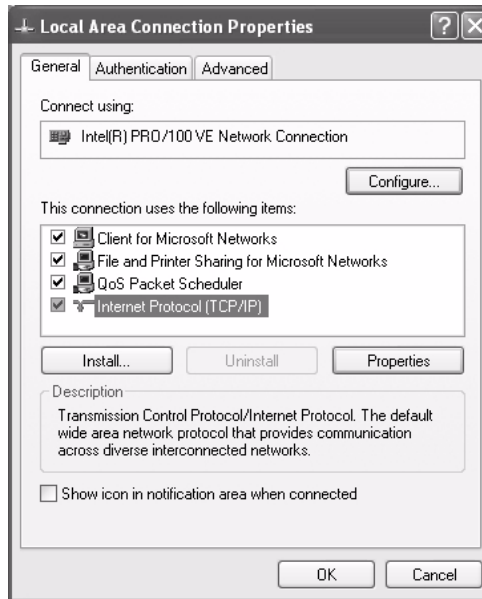 Local Area Connection Properties
General Authentication Advanced
Connect using:
Intel(R) PRO/100 VE Network Connection
Configure...
This connection uses the following items:
Client for Microsoft Networks
File and Printer Sharing for Microsoft Networks
QoS Packet Scheduler
Internet Protocol (TCP/IP)
Install... Uninstall Properties
Description
Transmission Control Protocol/Internet Protocol. The default
wide area network protocol that provides communication
across diverse interconnected networks.
Show icon in notification area when connected
OK Cancel